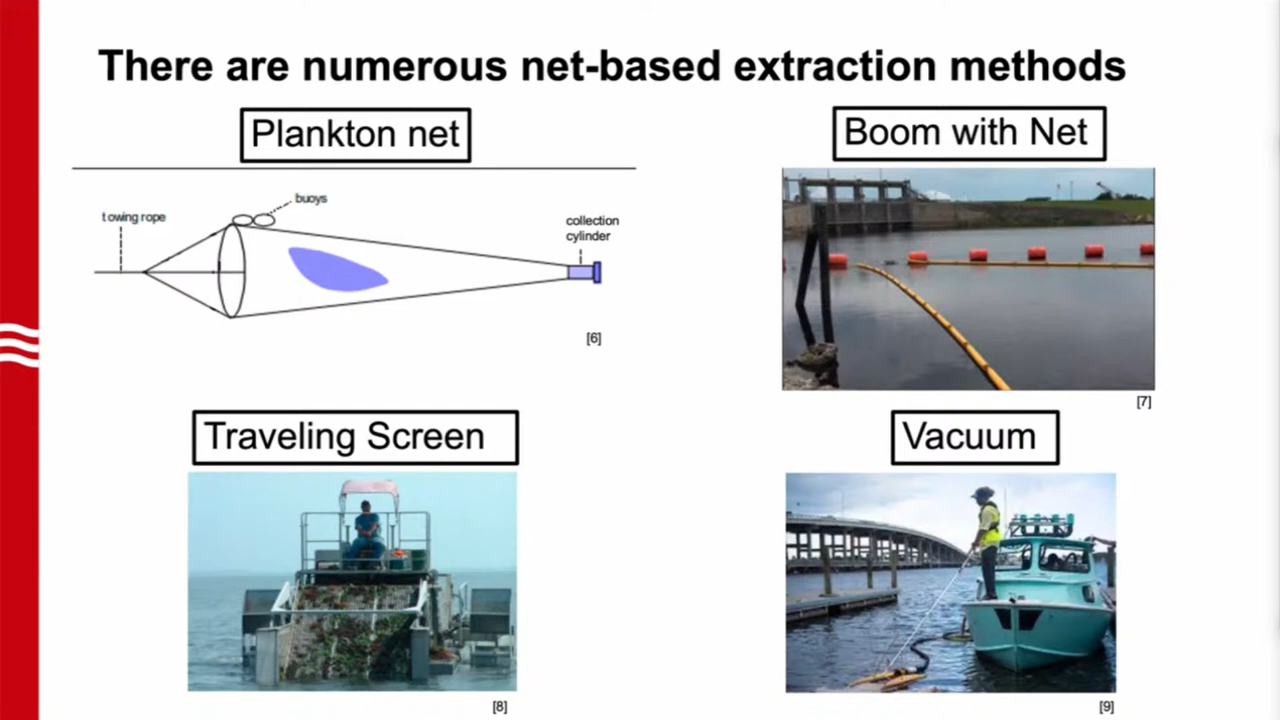 There are numerous net-based extraction methods
Plankton net
Boom with Net
buoys
towing rope
collection
cylinder
[6]
[7]
Traveling Screen
Vacuum
[8]
[9]